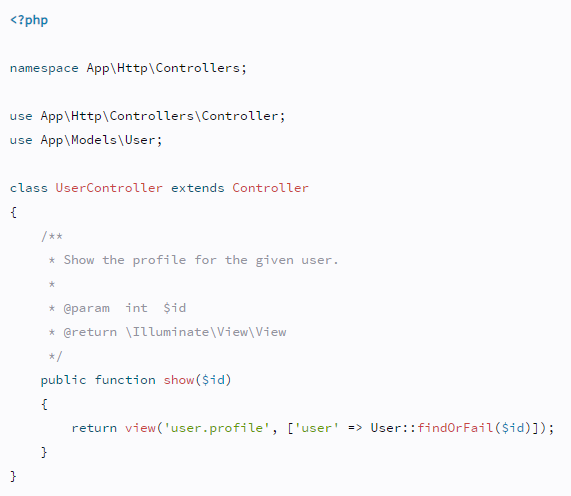 <?php
namespace App\Http\Controllers;
use App\Http\Controllers\Controller;
use App\Models\User;
class UserController extends Controller
{
    /**
     * Show the profile for the given user.
     *
     * @param  int  $id
     * @return \Illuminate\View\View
     */
    public function show($id)
    {
        return view('user.profile', ['user' => User::findOrFail($id)]);
    }
}